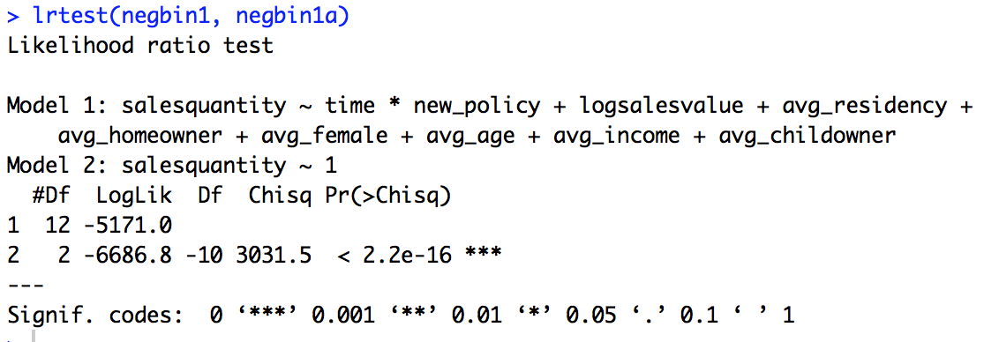 > lrtest(negbin1, negbin1a)
Likelihood ratio test

Model 1: salesquantity ~ time * new_policy + logsalesvalue + avg_residency +
    avg_homeowner + avg_female + avg_age + avg_income + avg_childowner
Model 2: salesquantity ~ 1
  #Df  LogLik  Df  Chisq Pr(>Chisq)
1  12 -5171.0
2   2 -6686.8 -10 3031.5  < 2.2e-16 ***
---
Signif. codes:  0 ‘***’ 0.001 ‘**’ 0.01 ‘*’ 0.05 ‘.’ 0.1 ‘ ’ 1